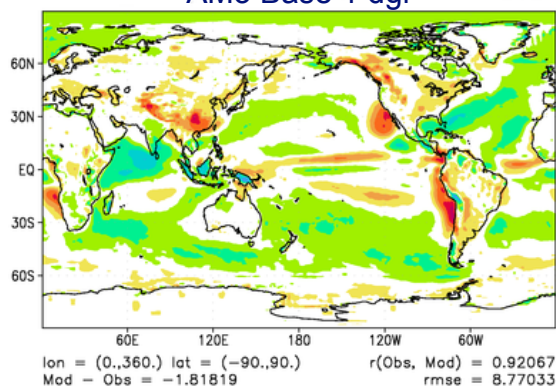 60N
30N
EQ
30S
60S
60E 120E 180 120W 60W
lon = (0.,360.) lat = (-90.,90.) r(Obs, Mod) = 0.92067
Mod - Obs = -1.81819 rmse = 8.77033